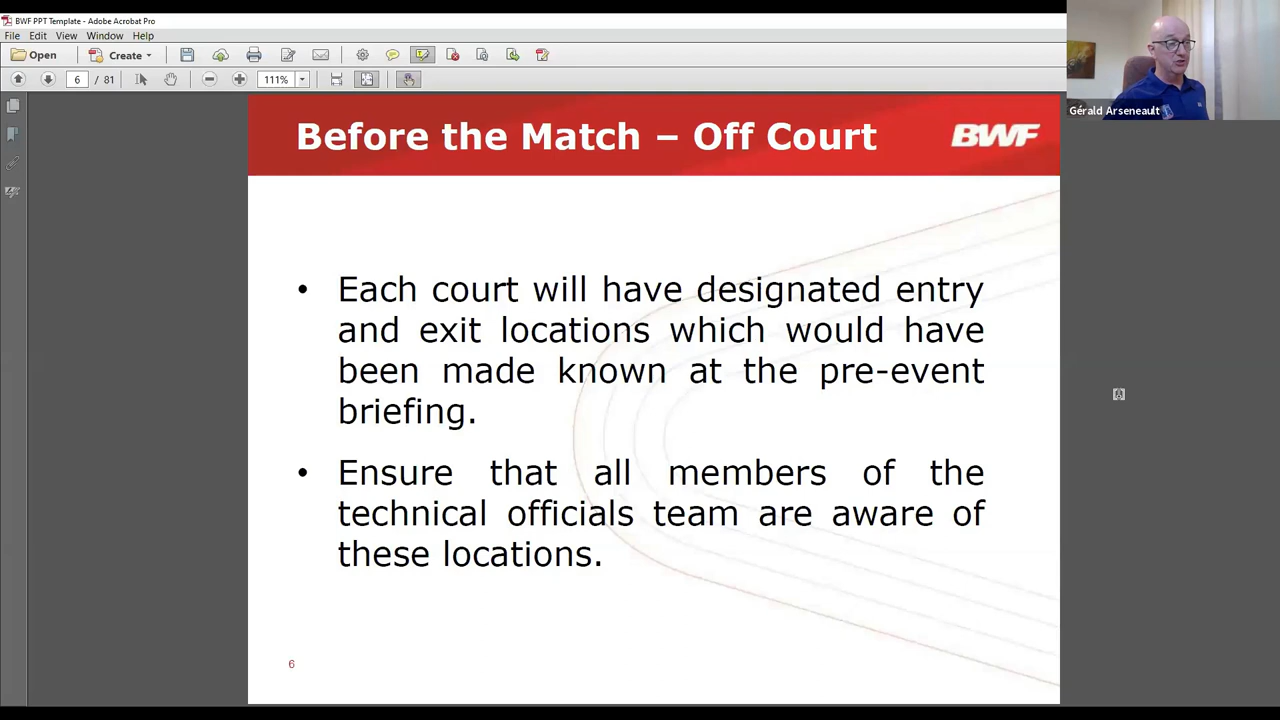 BWF PPT Template - Adobe Acrobat Pro
File Edit View Window Help
Open Create
6 / 81 111%
Gérald Arseneault
Before the Match – Off Court
BWF
• Each court will have designated entry
and exit locations which would have
been made known at the pre-event
briefing.
• Ensure that all members of the
technical officials team are aware of
these locations.
6